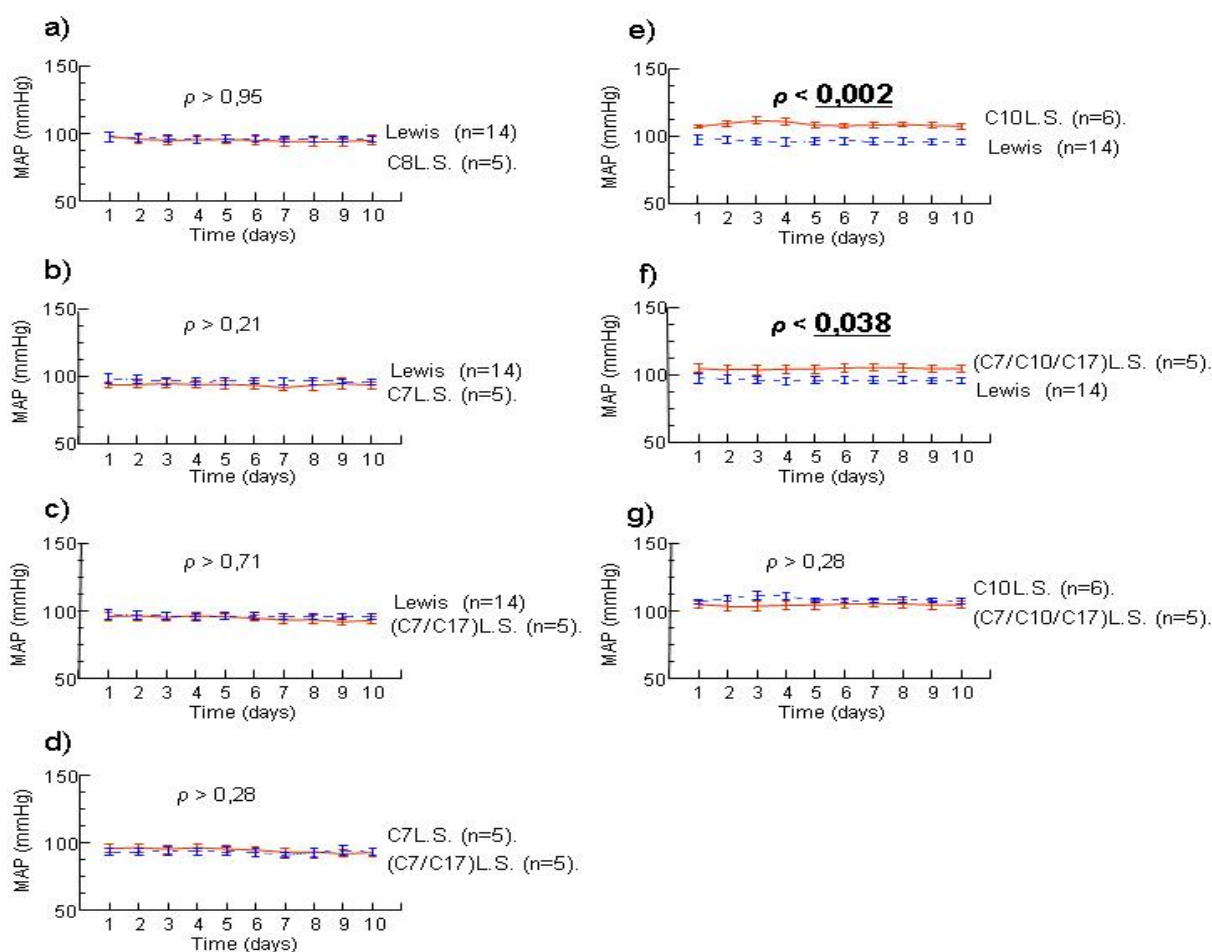 a)
150
100
50
MAP (mmHg)
ρ > 0,95
Lewis (n=14)
C8L.S. (n=5).
1 2 3 4 5 6 7 8 9 10
Time (days)
b)
150
100
50
MAP (mmHg)
ρ > 0,21
Lewis (n=14)
C7L.S. (n=5).
1 2 3 4 5 6 7 8 9 10
Time (days)
c)
150
100
50
MAP (mmHg)
ρ > 0,71
Lewis (n=14)
(C7/C17)L.S. (n=5).
1 2 3 4 5 6 7 8 9 10
Time (days)
d)
150
100
50
MAP (mmHg)
ρ > 0,28
C7L.S. (n=5).
(C7/C17)L.S. (n=5).
1 2 3 4 5 6 7 8 9 10
Time (days)
e)
150
100
50
MAP (mmHg)
ρ < 0,002
C10L.S. (n=6).
Lewis (n=14)
1 2 3 4 5 6 7 8 9 10
Time (days)
f)
150
100
50
MAP (mmHg)
ρ < 0,038
(C7/C10/C17)L.S. (n=5).
Lewis (n=14)
1 2 3 4 5 6 7 8 9 10
Time (days)
g)
150
100
50
MAP (mmHg)
ρ > 0,28
C10L.S. (n=6).
(C7/C10/C17)L.S. (n=5).
1 2 3 4 5 6 7 8 9 10
Time (days)